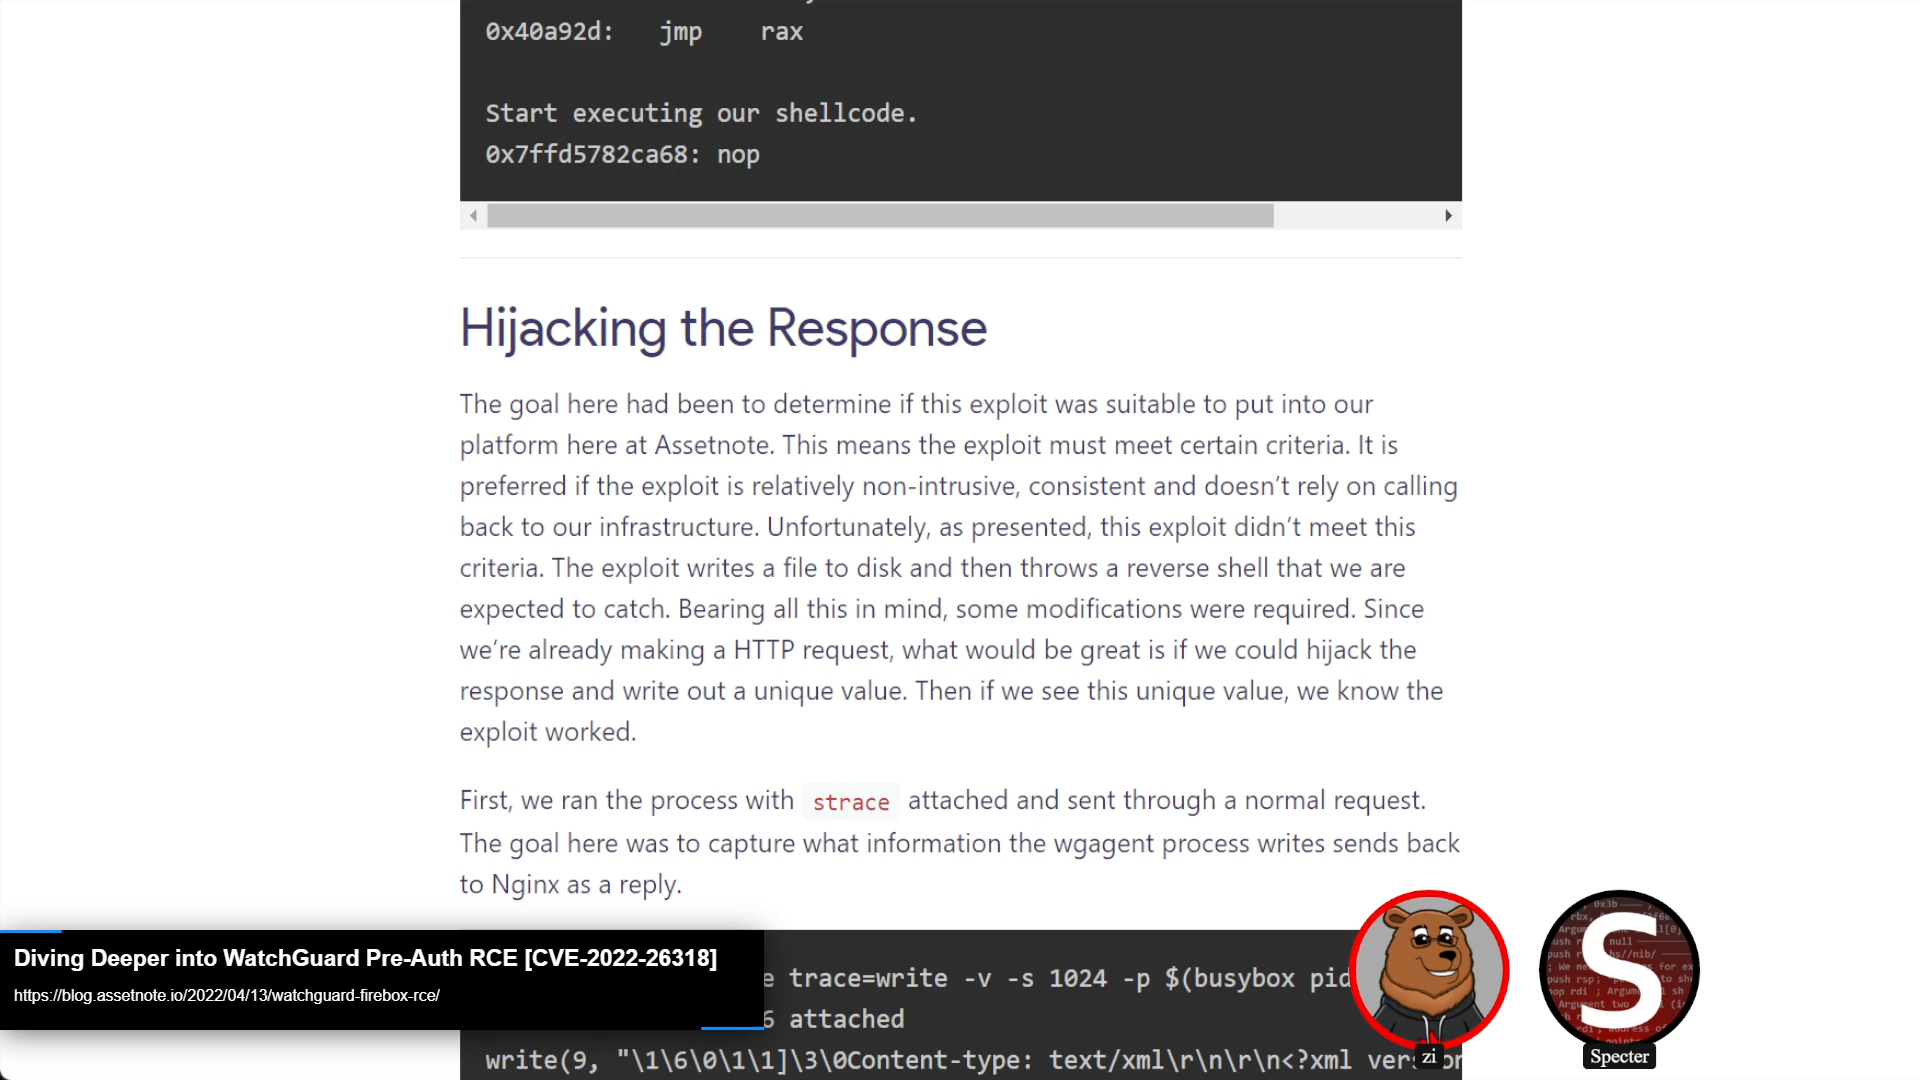 0x40a92d:   jmp    rax
Start executing our shellcode.
0x7ffd5782ca68: nop
Hijacking the Response
The goal here had been to determine if this exploit was suitable to put into our
platform here at Assetnote. This means the exploit must meet certain criteria. It is
preferred if the exploit is relatively non-intrusive, consistent and doesn’t rely on calling
back to our infrastructure. Unfortunately, as presented, this exploit didn’t meet this
criteria. The exploit writes a file to disk and then throws a reverse shell that we are
expected to catch. Bearing all this in mind, some modifications were required. Since
we’re already making a HTTP request, what would be great is if we could hijack the
response and write out a unique value. Then if we see this unique value, we know the
exploit worked.
First, we ran the process with strace attached and sent through a normal request.
The goal here was to capture what information the wgagent process writes sends back
to Nginx as a reply.
e trace=write -v -s 1024 -p $(busybox pid
6 attached
write(9, "\1\6\0\1\1]\3\0Content-type: text/xml\r\n\r\n<?xml
Diving Deeper into WatchGuard Pre-Auth RCE [CVE-2022-26318]
https://blog.assetnote.io/2022/04/13/watchguard-firebox-rce/
zi
S
Specter